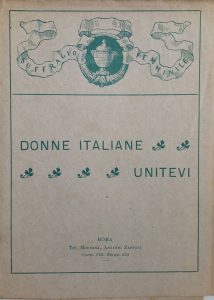 SUFFRAGIO FEMMINILE
DONNE ITALIANE
UNITEVI
ROMA